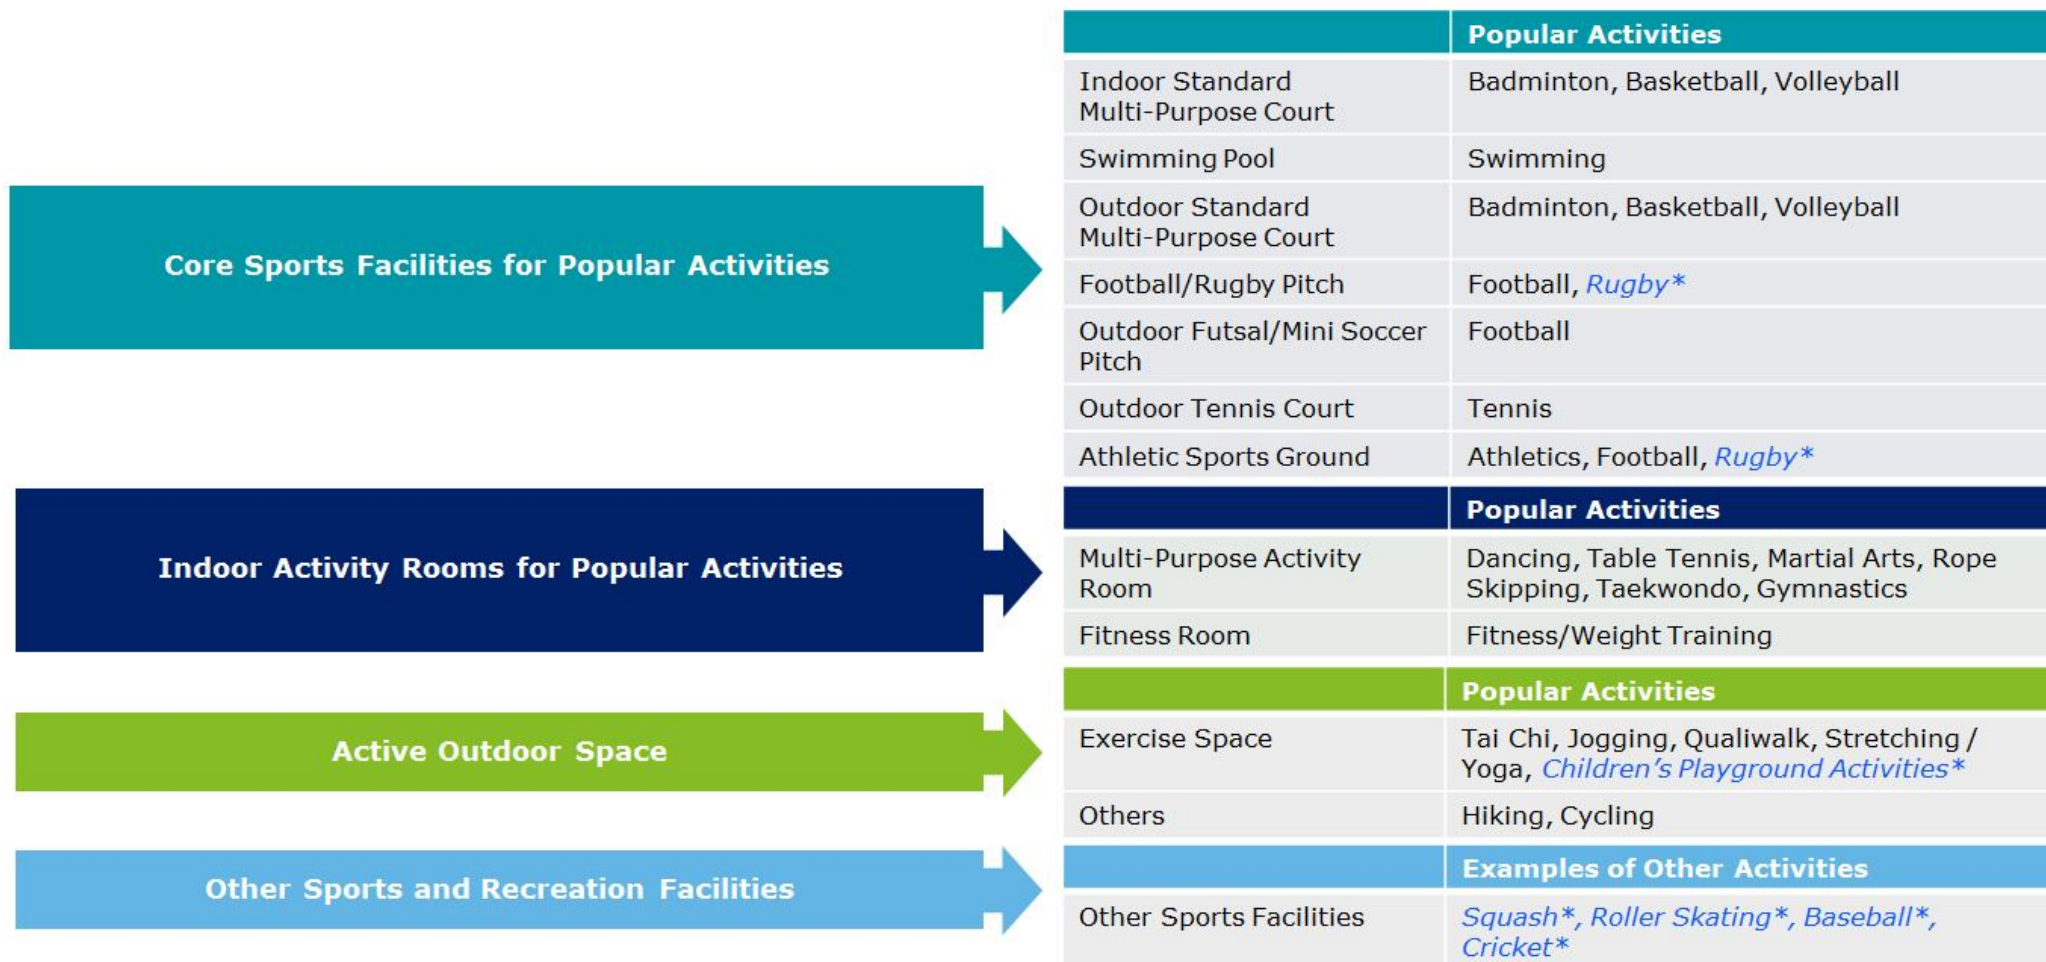 Core Sports Facilities for Popular Activities
Popular Activities
Indoor Standard
Multi-Purpose Court
Badminton, Basketball, Volleyball
Swimming Pool
Swimming
Outdoor Standard
Multi-Purpose Court
Badminton, Basketball, Volleyball
Football/Rugby Pitch
Football, Rugby*
Outdoor Futsal/Mini Soccer
Pitch
Football
Outdoor Tennis Court
Tennis
Athletic Sports Ground
Athletics, Football, Rugby*
Indoor Activity Rooms for Popular Activities
Popular Activities
Multi-Purpose Activity
Room
Dancing, Table Tennis, Martial Arts, Rope
Skipping, Taekwondo, Gymnastics
Fitness Room
Fitness/Weight Training
Active Outdoor Space
Popular Activities
Exercise Space
Tai Chi, Jogging, Qualiwalk, Stretching /
Yoga, Children's Playground Activities*
Others
Hiking, Cycling
Other Sports and Recreation Facilities
Examples of Other Activities
Other Sports Facilities
Squash*, Roller Skating*, Baseball*,
Cricket*